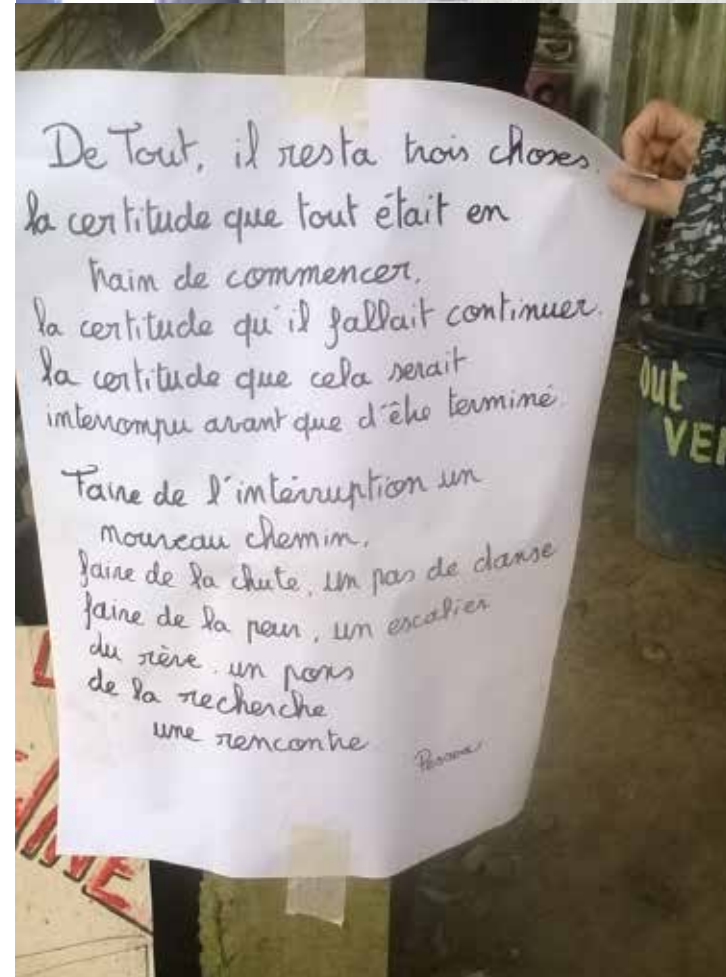 De Tout, il resta trois choses.
la certitude que tout était en
train de commencer.
la certitude qu'il fallait continuer.
la certitude que cela serait
interrompu avant que d'être terminé.
Faire de l'interruption un
nouveau chemin.
faire de la chute, un pas de danse
faire de la peur, un escalier
du rêve. un pons
de la recherche
une rencontre
Pessoa
out
VER
INE